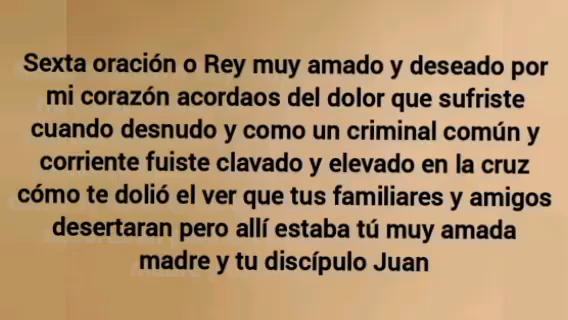 Sexta oración o Rey muy amado y deseado por
mi corazón acordaos del dolor que sufriste
cuando desnudo y como un criminal común y
corriente fuiste clavado y elevado en la cruz
cómo te dolió el ver que tus familiares y amigos
desertaran pero allí estaba tú muy amada
madre y tu discípulo Juan